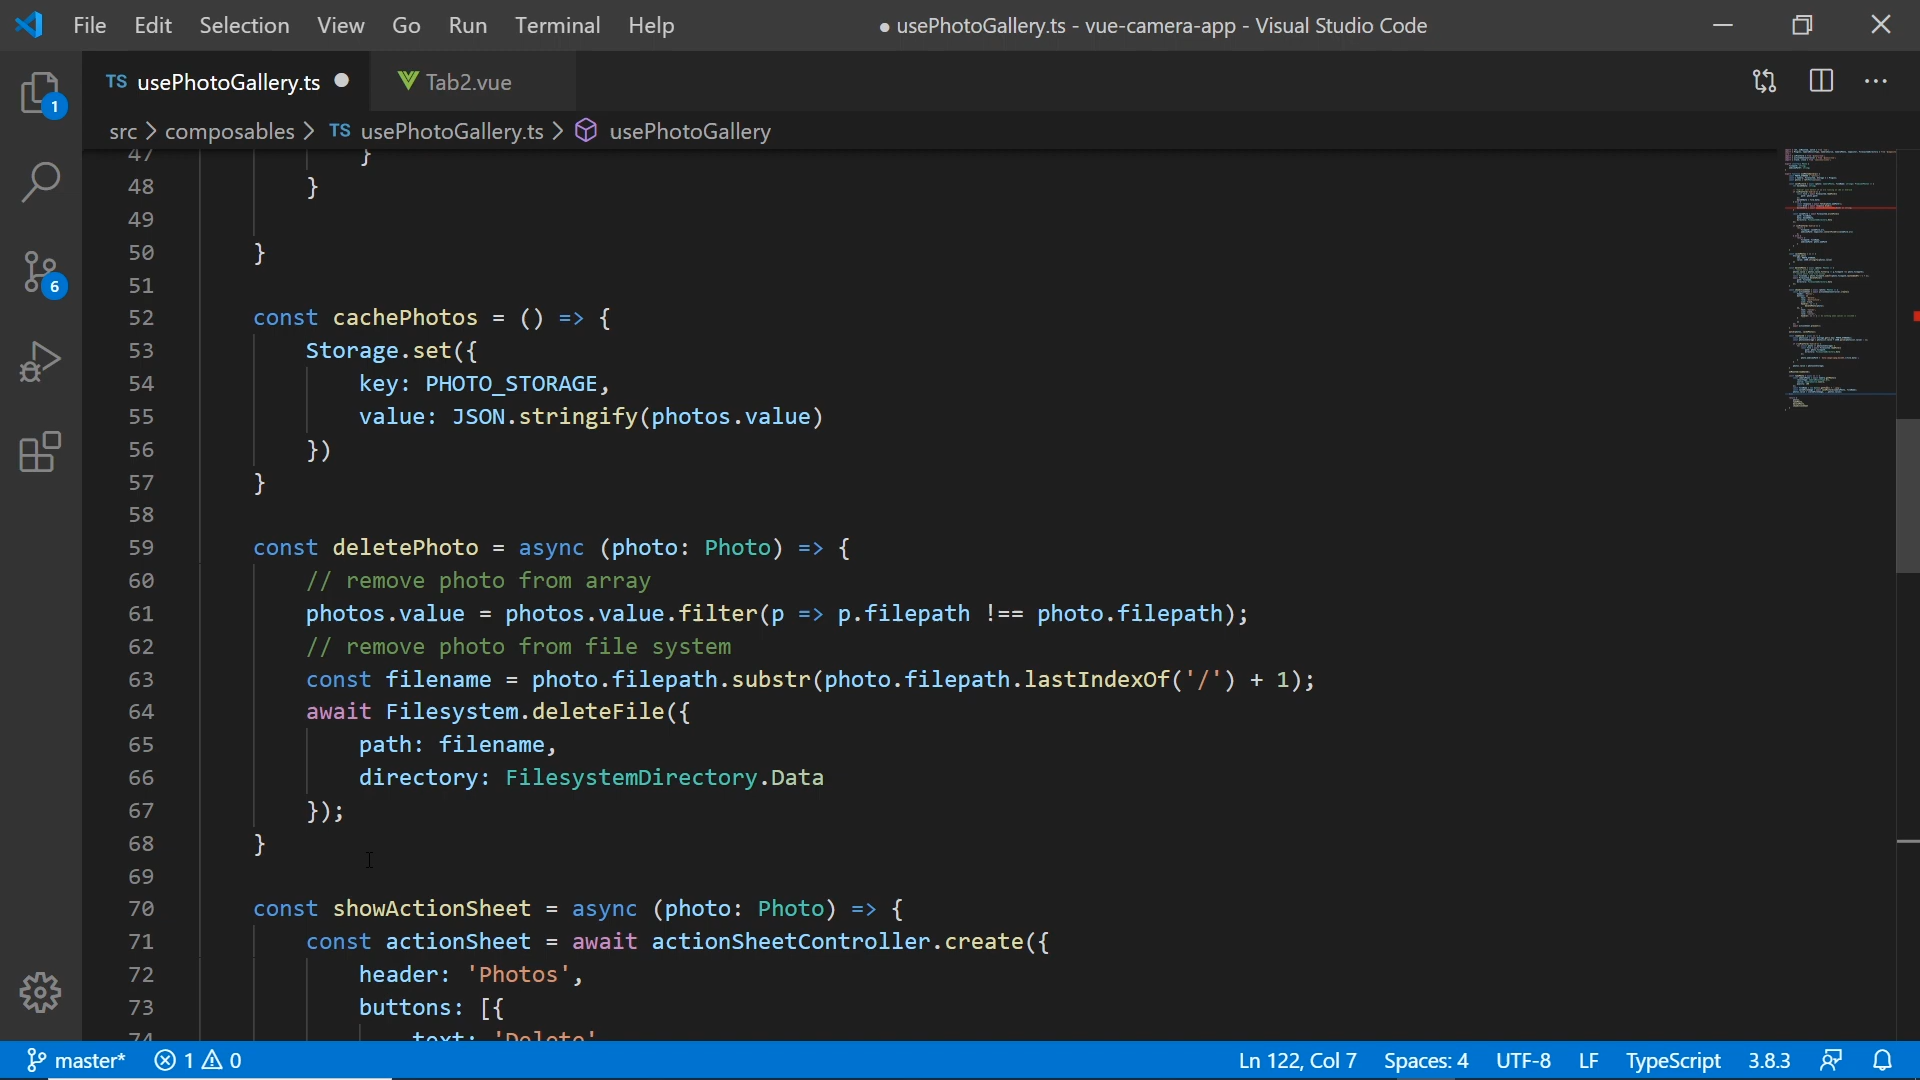 File Edit Selection View Go Run Terminal Help ● usePhotoGallery.ts - vue-camera-app - Visual Studio Code
TS usePhotoGallery.ts ● Tab2.vue
src > composables > TS usePhotoGallery.ts > usePhotoGallery
1
6
47 }
48 }
49
50 }
51
52 const cachePhotos = () => {
53 Storage.set({
54 key: PHOTO_STORAGE,
55 value: JSON.stringify(photos.value)
56 })
57 }
58
59 const deletePhoto = async (photo: Photo) => {
60 // remove photo from array
61 photos.value = photos.value.filter(p => p.filepath !== photo.filepath);
62 // remove photo from file system
63 const filename = photo.filepath.substr(photo.filepath.lastIndexOf('/') + 1);
64 await Filesystem.deleteFile({
65 path: filename,
66 directory: FilesystemDirectory.Data
67 });
68 }
69
70 const showActionSheet = async (photo: Photo) => {
71 const actionSheet = await actionSheetController.create({
72 header: 'Photos',
73 buttons: [{
74 text: 'Delete'
master* 1 0 Ln 122, Col 7 Spaces: 4 UTF-8 LF TypeScript 3.8.3